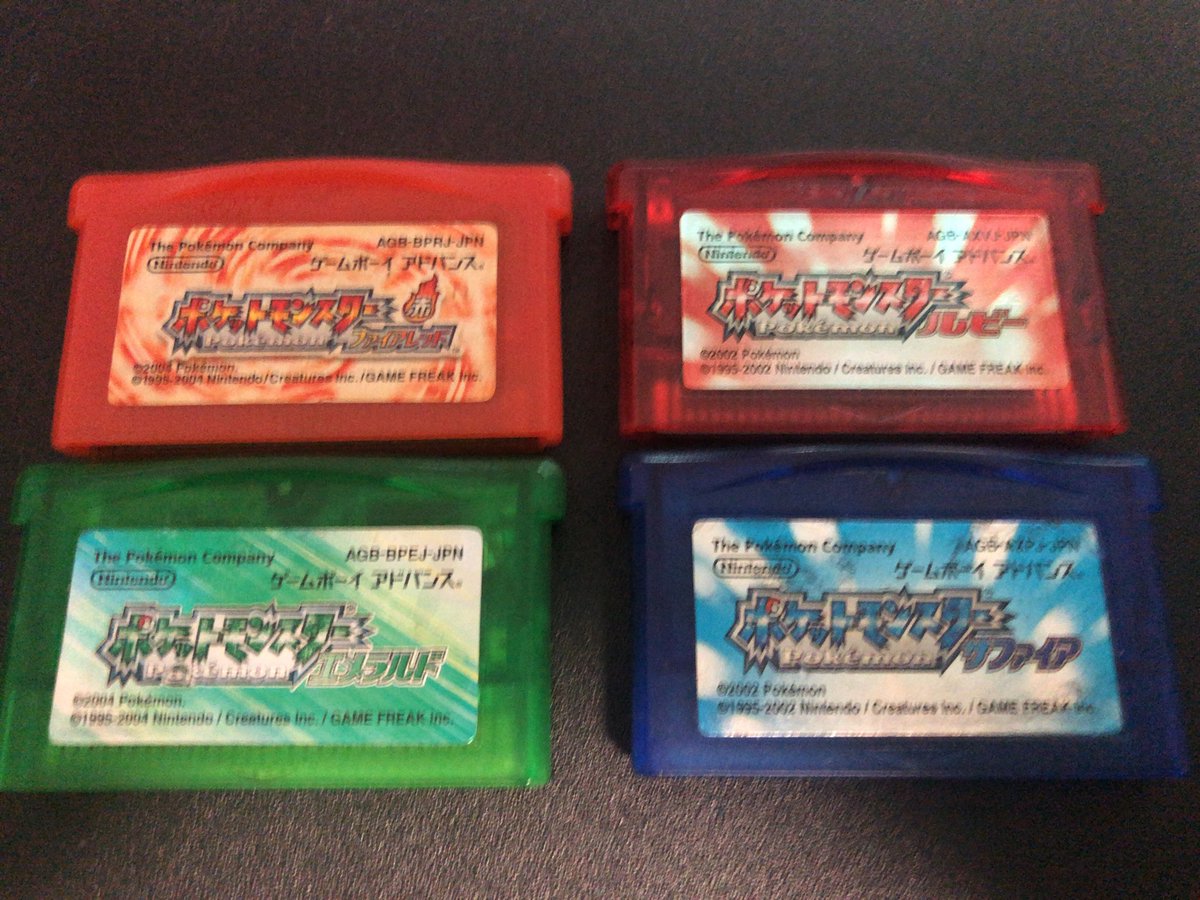 The Pokémon Company AGB-BPRJ-JPN
Nintendo ゲームボーイ アドバンス®
ポケットモンスター 赤
Pokémon ファイアレッド
©2004 Pokémon.
©1995-2004 Nintendo/Creatures Inc./GAME FREAK inc.
The Pokémon Company AGB-AXVJ-JPN
Nintendo ゲームボーイ アドバンス®
ポケットモンスター
Pokémon ルビー
©2002 Pokémon.
©1995-2002 Nintendo/Creatures Inc./GAME FREAK inc.
The Pokémon Company AGB-BPEJ-JPN
Nintendo ゲームボーイ アドバンス®
ポケットモンスター
Pokémon エメラルド
©2004 Pokémon.
©1995-2004 Nintendo/Creatures Inc./GAME FREAK inc.
The Pokémon Company AGB-AXPJ-JPN
Nintendo ゲームボーイ アドバンス®
ポケットモンスター
Pokémon サファイア
©2002 Pokémon
©1995-2002 Nintendo/Creatures Inc./GAME FREAK inc.